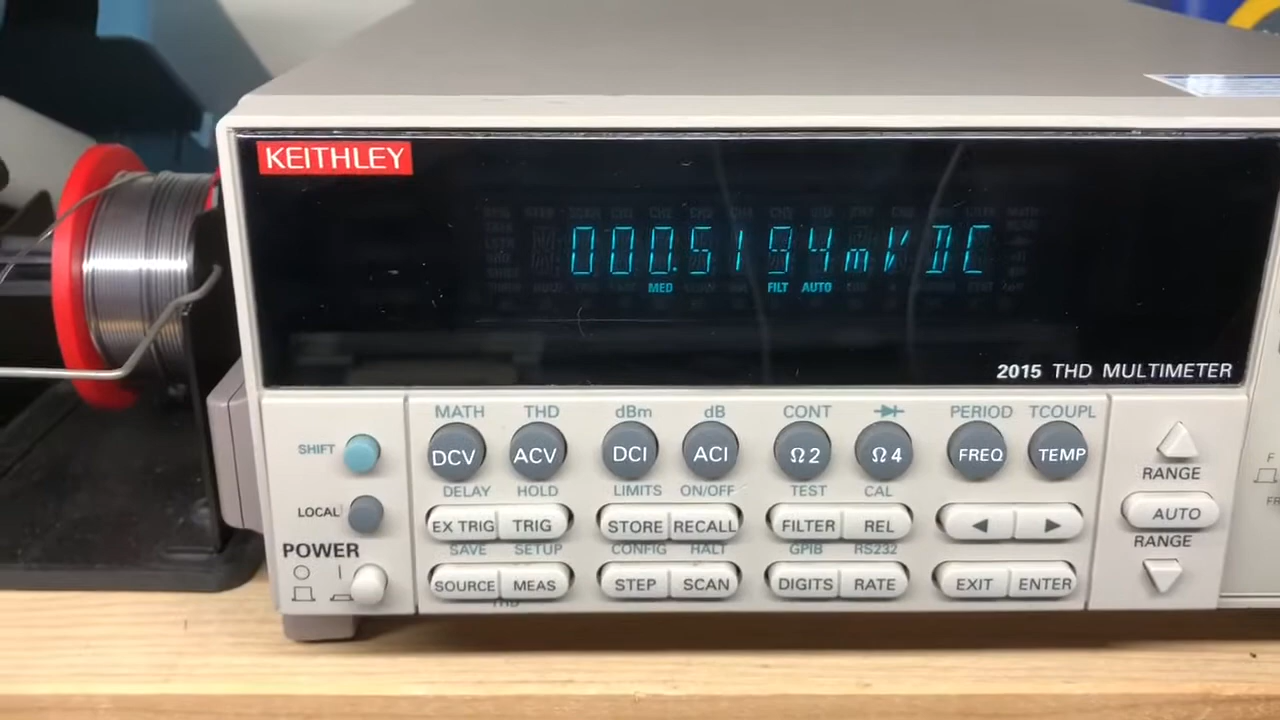 KEITHLEY
000.5194mV DC
MED FILT AUTO
2015 THD MULTIMETER
MATH THD dBm dB CONT PERIOD TCOUPL
SHIFT DCV ACV DCI ACI Ω2 Ω4 FREQ TEMP
RANGE
DELAY HOLD LIMITS ON/OFF TEST CAL
LOCAL EX TRIG TRIG STORE RECALL FILTER REL ◀ ▶ AUTO
RANGE
POWER SAVE SETUP CONFIG HALT GPIB RS232
SOURCE MEAS STEP SCAN DIGITS RATE EXIT ENTER
THD